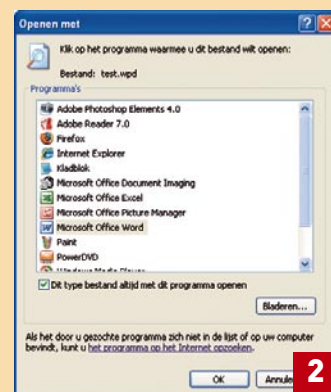 Openen met
Klik op het programma waarmee u dit bestand wilt openen:
Bestand: test.wpd
Programma's
Adobe Photoshop Elements 4.0
Adobe Reader 7.0
Firefox
Internet Explorer
Kladblok
Microsoft Office Document Imaging
Microsoft Office Excel
Microsoft Office Picture Manager
Microsoft Office Word
Paint
PowerDVD
Windows Media Player
Dit type bestand altijd met dit programma openen
Bladeren...
Als het door u gezochte programma zich niet in de lijst of op uw computer
bevindt, kunt u het programma op het Internet opzoeken.
OK
Annule
2